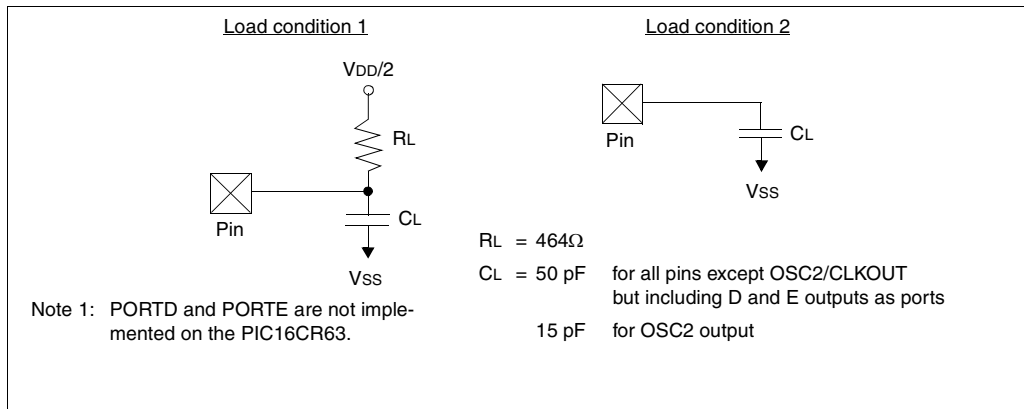 Load condition 1
VDD/2
RL
Pin
CL
VSS
Note 1: PORTD and PORTE are not imple-
mented on the PIC16CR63.
Load condition 2
Pin
CL
VSS
RL = 464Ω
CL = 50 pF for all pins except OSC2/CLKOUT
but including D and E outputs as ports
15 pF for OSC2 output